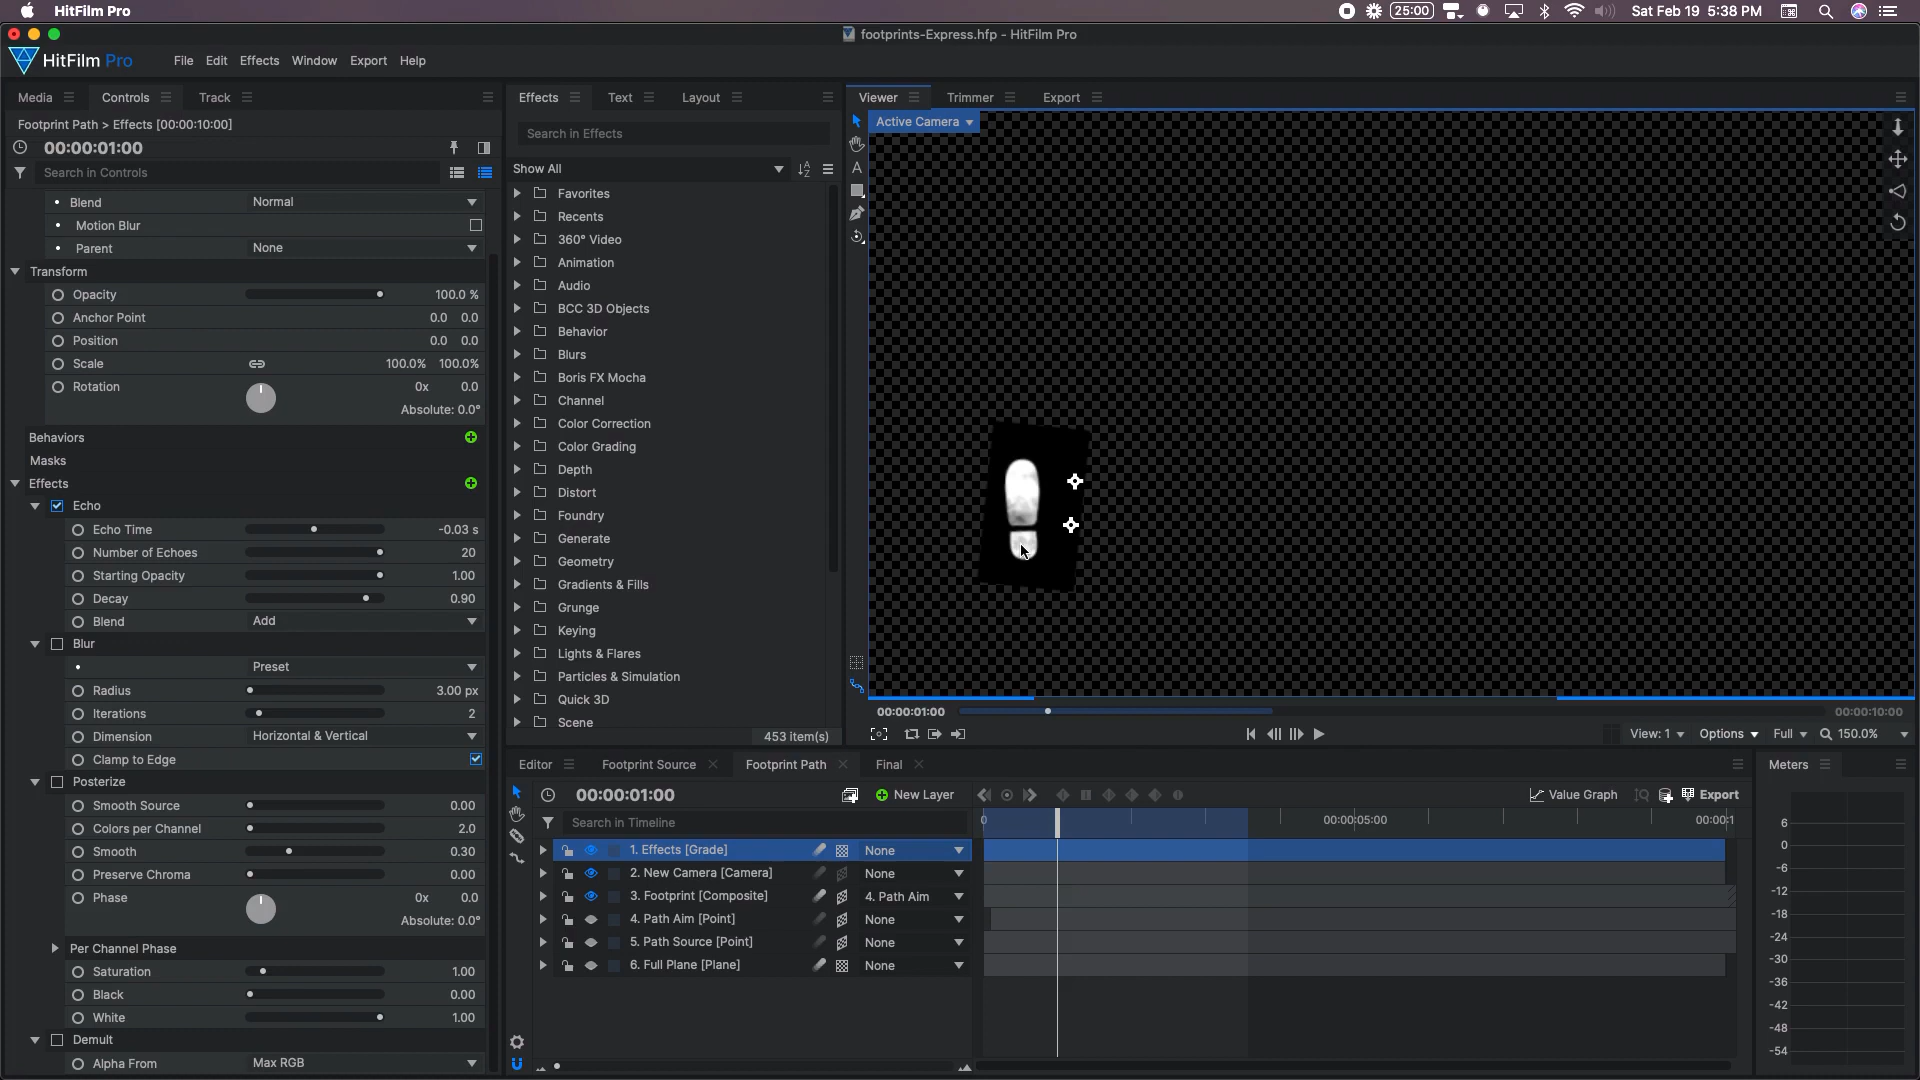 HitFilm Pro
25:00
Sat Feb 19 5:38 PM
footprints-Express.hfp - HitFilm Pro
HitFilm Pro
File Edit Effects Window Export Help
Media Controls Track
Effects Text Layout
Viewer Trimmer Export
Footprint Path > Effects [00:00:10:00]
00:00:01:00
Search in Controls
Blend Normal
Motion Blur
Parent None
Transform
Opacity 100.0 %
Anchor Point 0.0 0.0
Position 0.0 0.0
Scale 100.0% 100.0%
Rotation 0x 0.0
Absolute: 0.0°
Behaviors
Masks
Effects
Echo
Echo Time -0.03 s
Number of Echoes 20
Starting Opacity 1.00
Decay 0.90
Blend Add
Blur
Preset
Radius 3.00 px
Iterations 2
Dimension Horizontal & Vertical
Clamp to Edge
Posterize
Smooth Source 0.00
Colors per Channel 2.0
Smooth 0.30
Preserve Chroma 0.00
Phase 0x 0.0
Absolute: 0.0°
Per Channel Phase
Saturation 1.00
Black 0.00
White 1.00
Demult
Alpha From Max RGB
Search in Effects
Show All
Favorites
Recents
360° Video
Animation
Audio
BCC 3D Objects
Behavior
Blurs
Boris FX Mocha
Channel
Color Correction
Color Grading
Depth
Distort
Foundry
Generate
Geometry
Gradients & Fills
Grunge
Keying
Lights & Flares
Particles & Simulation
Quick 3D
Scene
453 item(s)
Active Camera
A
00:00:01:00 00:00:10:00
View: 1 Options Full 150.0%
Editor Footprint Source Footprint Path Final
Meters
00:00:01:00 New Layer Value Graph Export
Search in Timeline
0 00:00:05:00 00:00:1
1. Effects [Grade] None
2. New Camera [Camera] None
3. Footprint [Composite] 4. Path Aim
4. Path Aim [Point] None
5. Path Source [Point] None
6. Full Plane [Plane] None
6
0
-6
-12
-18
-24
-30
-36
-42
-48
-54